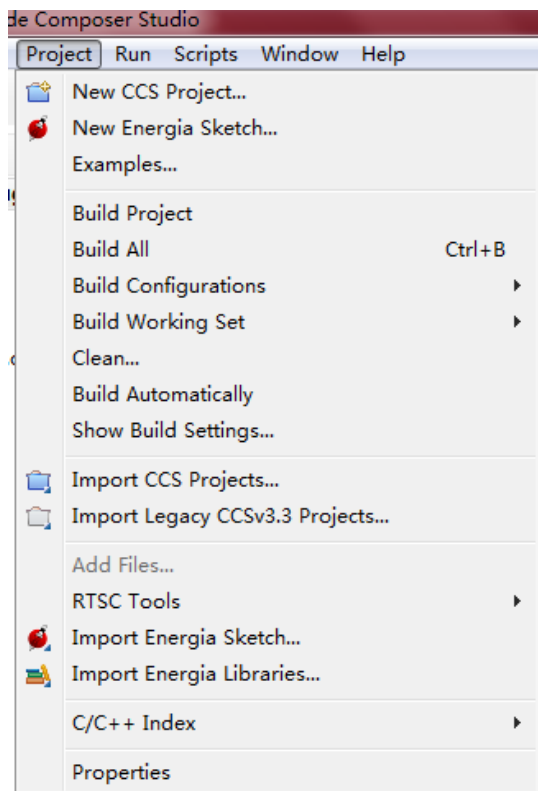 de Composer Studio
Project Run Scripts Window Help
New CCS Project...
New Energia Sketch...
Examples...
Build Project
Build All Ctrl+B
Build Configurations
Build Working Set
Clean...
Build Automatically
Show Build Settings...
Import CCS Projects...
Import Legacy CCSv3.3 Projects...
Add Files...
RTSC Tools
Import Energia Sketch...
Import Energia Libraries...
C/C++ Index
Properties